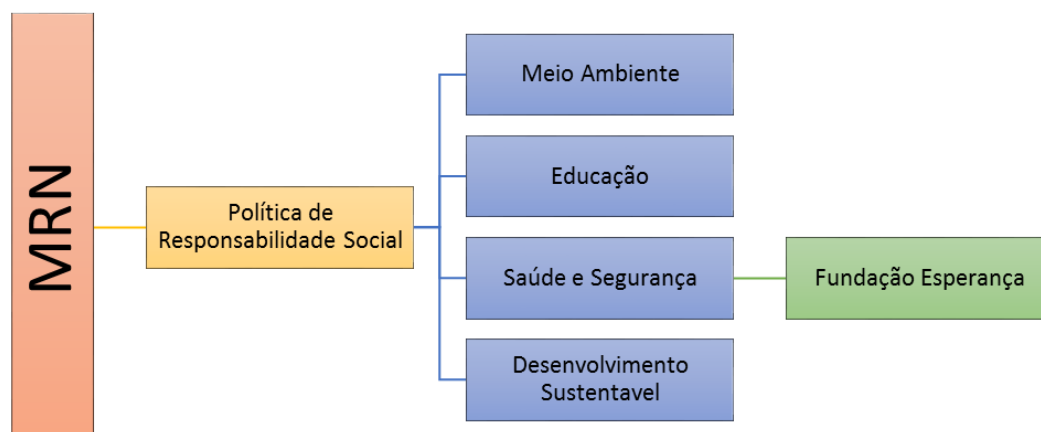 MRN
Política de
Responsabilidade Social
Meio Ambiente
Educação
Saúde e Segurança
Fundação Esperança
Desenvolvimento
Sustentavel